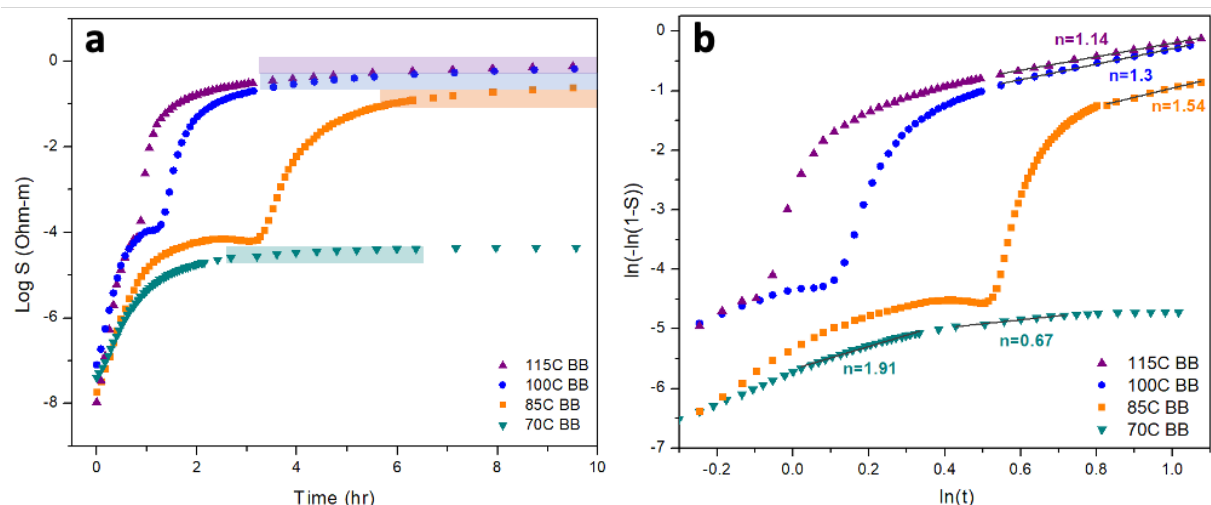 a
Log S (Ohm-m)
0
-2
-4
-6
-8
0
2
4
6
8
10
Time (hr)
115C BB
100C BB
85C BB
70C BB
b
ln(-ln(1-S))
0
-1
-2
-3
-4
-5
-6
-7
-0.2
0.0
0.2
0.4
0.6
0.8
1.0
ln(t)
n=1.14
n=1.3
n=1.54
n=0.67
n=1.91
115C BB
100C BB
85C BB
70C BB